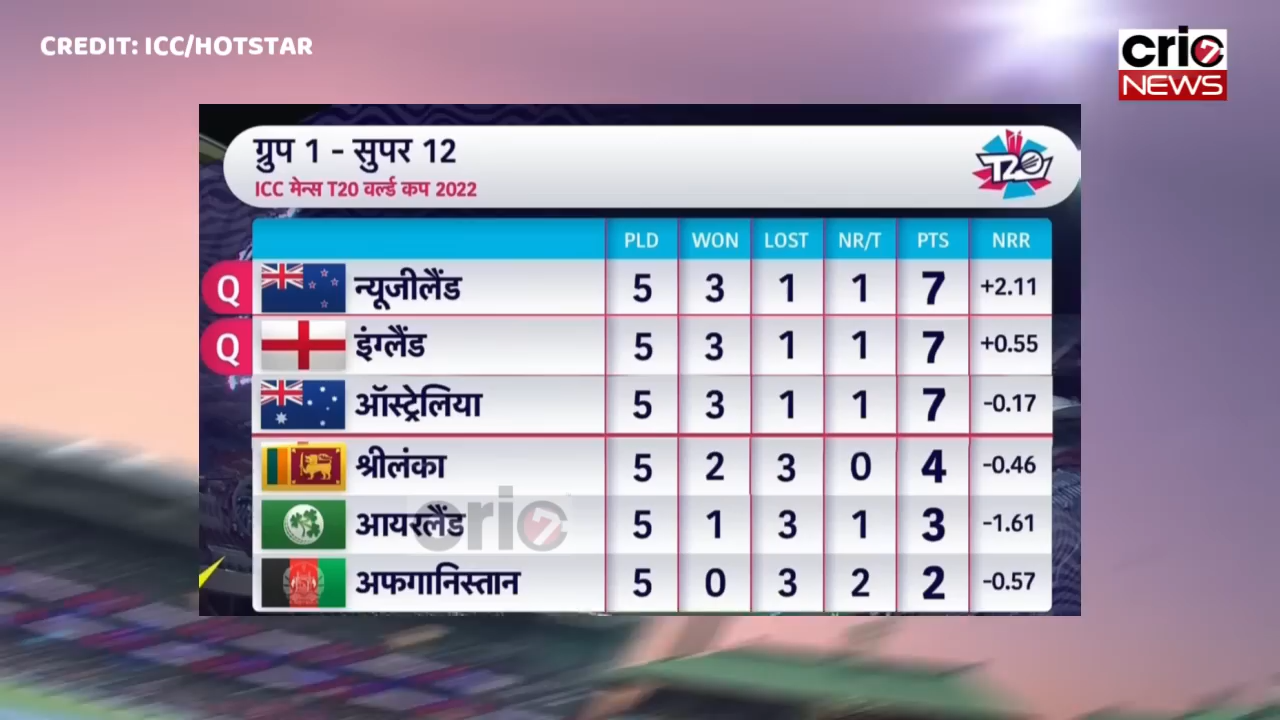 CREDIT: ICC/HOTSTAR
cric7
NEWS
ग्रुप 1 - सुपर 12
ICC मेन्स T20 वर्ल्ड कप 2022
T20
PLD WON LOST NR/T PTS NRR
Q न्यूजीलैंड 5 3 1 1 7 +2.11
Q इंग्लैंड 5 3 1 1 7 +0.55
ऑस्ट्रेलिया 5 3 1 1 7 -0.17
श्रीलंका 5 2 3 0 4 -0.46
आयरलैंड 5 1 3 1 3 -1.61
cric7
अफगानिस्तान 5 0 3 2 2 -0.57